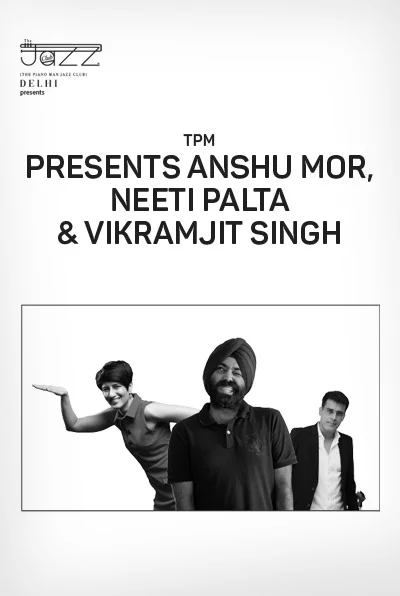 The
Jazz
Club
(THE PIANO MAN JAZZ CLUB)
DELHI
presents
TPM
PRESENTS ANSHU MOR,
NEETI PALTA
& VIKRAMJIT SINGH